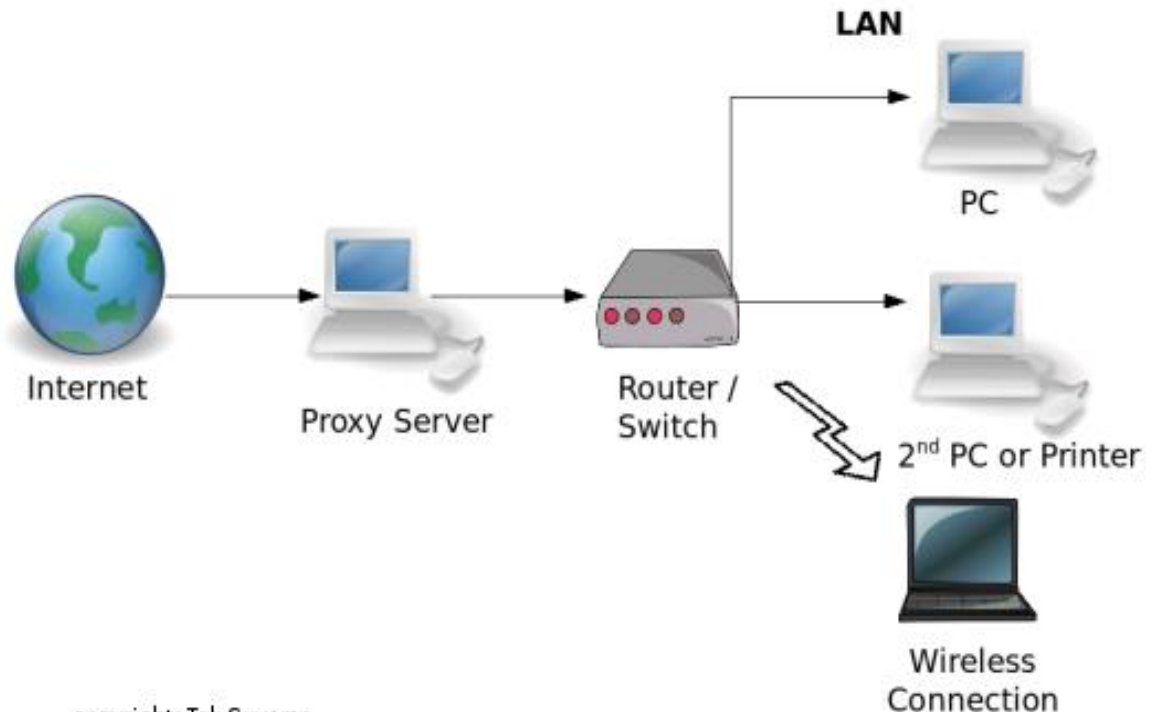 LAN
PC
Internet
Proxy Server
Router /
Switch
2nd PC or Printer
Wireless
Connection